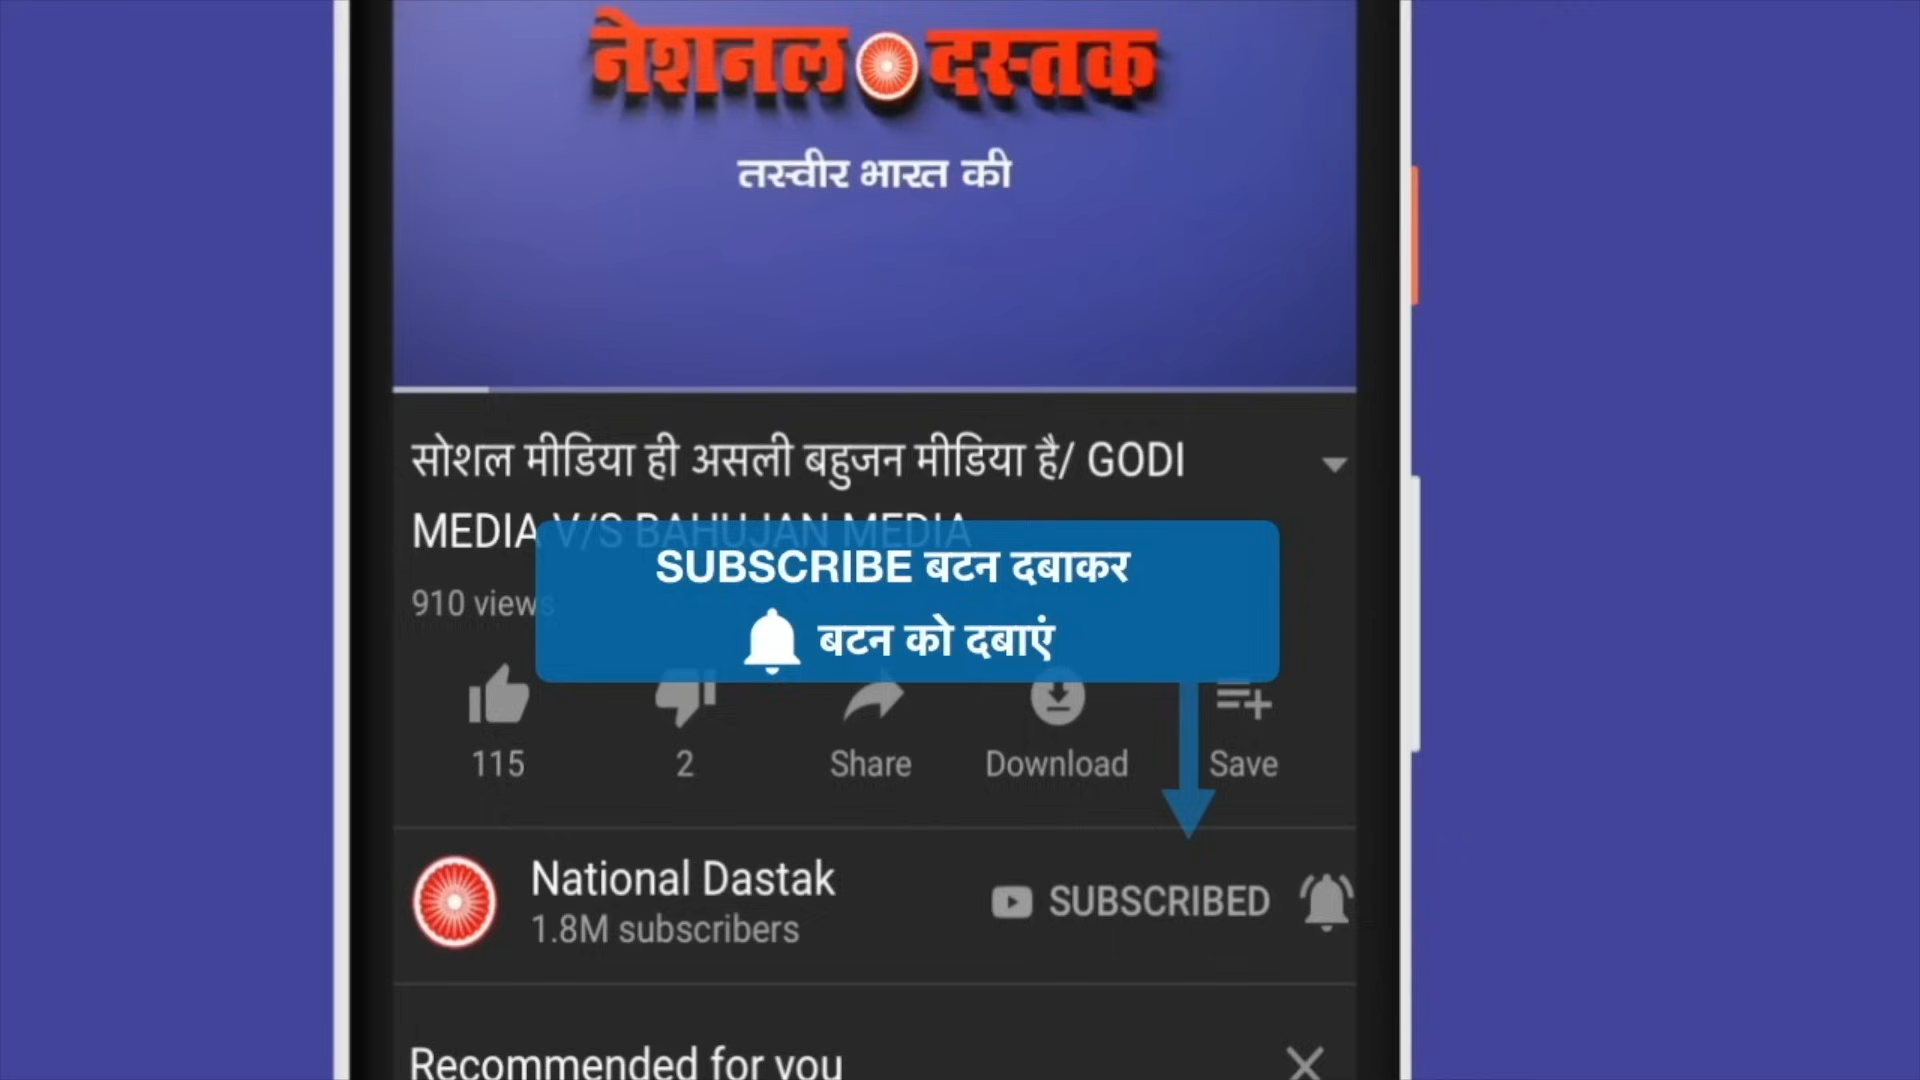 नेशनल दस्तक
तस्वीर भारत की
सोशल मीडिया ही असली बहुजन मीडिया है/ GODI
MEDIA V/S BAHUJAN MEDIA
SUBSCRIBE बटन दबाकर
910 views
बटन को दबाएं
115
2
Share
Download
Save
National Dastak
1.8M subscribers
SUBSCRIBED
Recommended for you